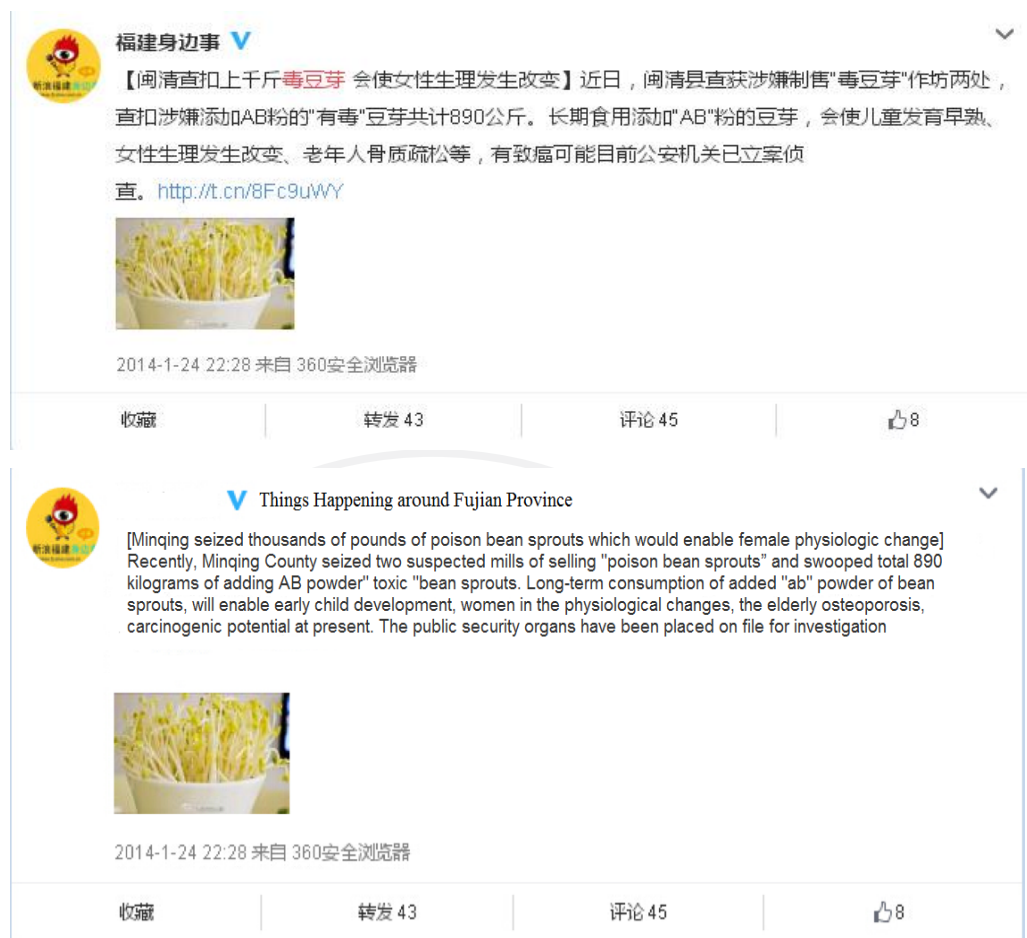 福建身边事
【闽清查扣上千斤毒豆芽 会使女性生理发生改变】近日，闽清县查获涉嫌制售"毒豆芽"作坊两处，
查扣涉嫌添加AB粉的"有毒"豆芽共计890公斤。长期食用添加"AB"粉的豆芽，会使儿童发育早熟、
女性生理发生改变、老年人骨质疏松等，有致癌可能目前公安机关已立案侦
查。http://t.cn/8Fc9uWY
2014-1-24 22:28 来自 360安全浏览器
收藏 转发 43 评论 45 8
V Things Happening around Fujian Province
[Minqing seized thousands of pounds of poison bean sprouts which would enable female physiologic change]
Recently, Minqing County seized two suspected mills of selling "poison bean sprouts” and swooped total 890
kilograms of adding AB powder" toxic "bean sprouts. Long-term consumption of added "ab" powder of bean
sprouts, will enable early child development, women in the physiological changes, the elderly osteoporosis,
carcinogenic potential at present. The public security organs have been placed on file for investigation
2014-1-24 22:28 来自 360安全浏览器
收藏 转发 43 评论 45 8